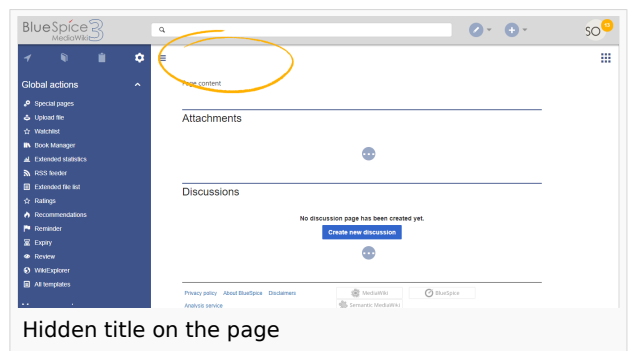 BlueSpice 3
MediaWiki
SO
13
Global actions
Special pages
Upload file
Watchlist
Book Manager
Extended statistics
RSS feeder
Extended file list
Ratings
Recommendations
Reminder
Expiry
Review
WikiExplorer
All templates
Page content
Attachments
Discussions
No discussion page has been created yet.
Create new discussion
Privacy policy About BlueSpice Disclaimers
Analysis service
MediaWiki
BlueSpice
Semantic MediaWiki
Hidden title on the page